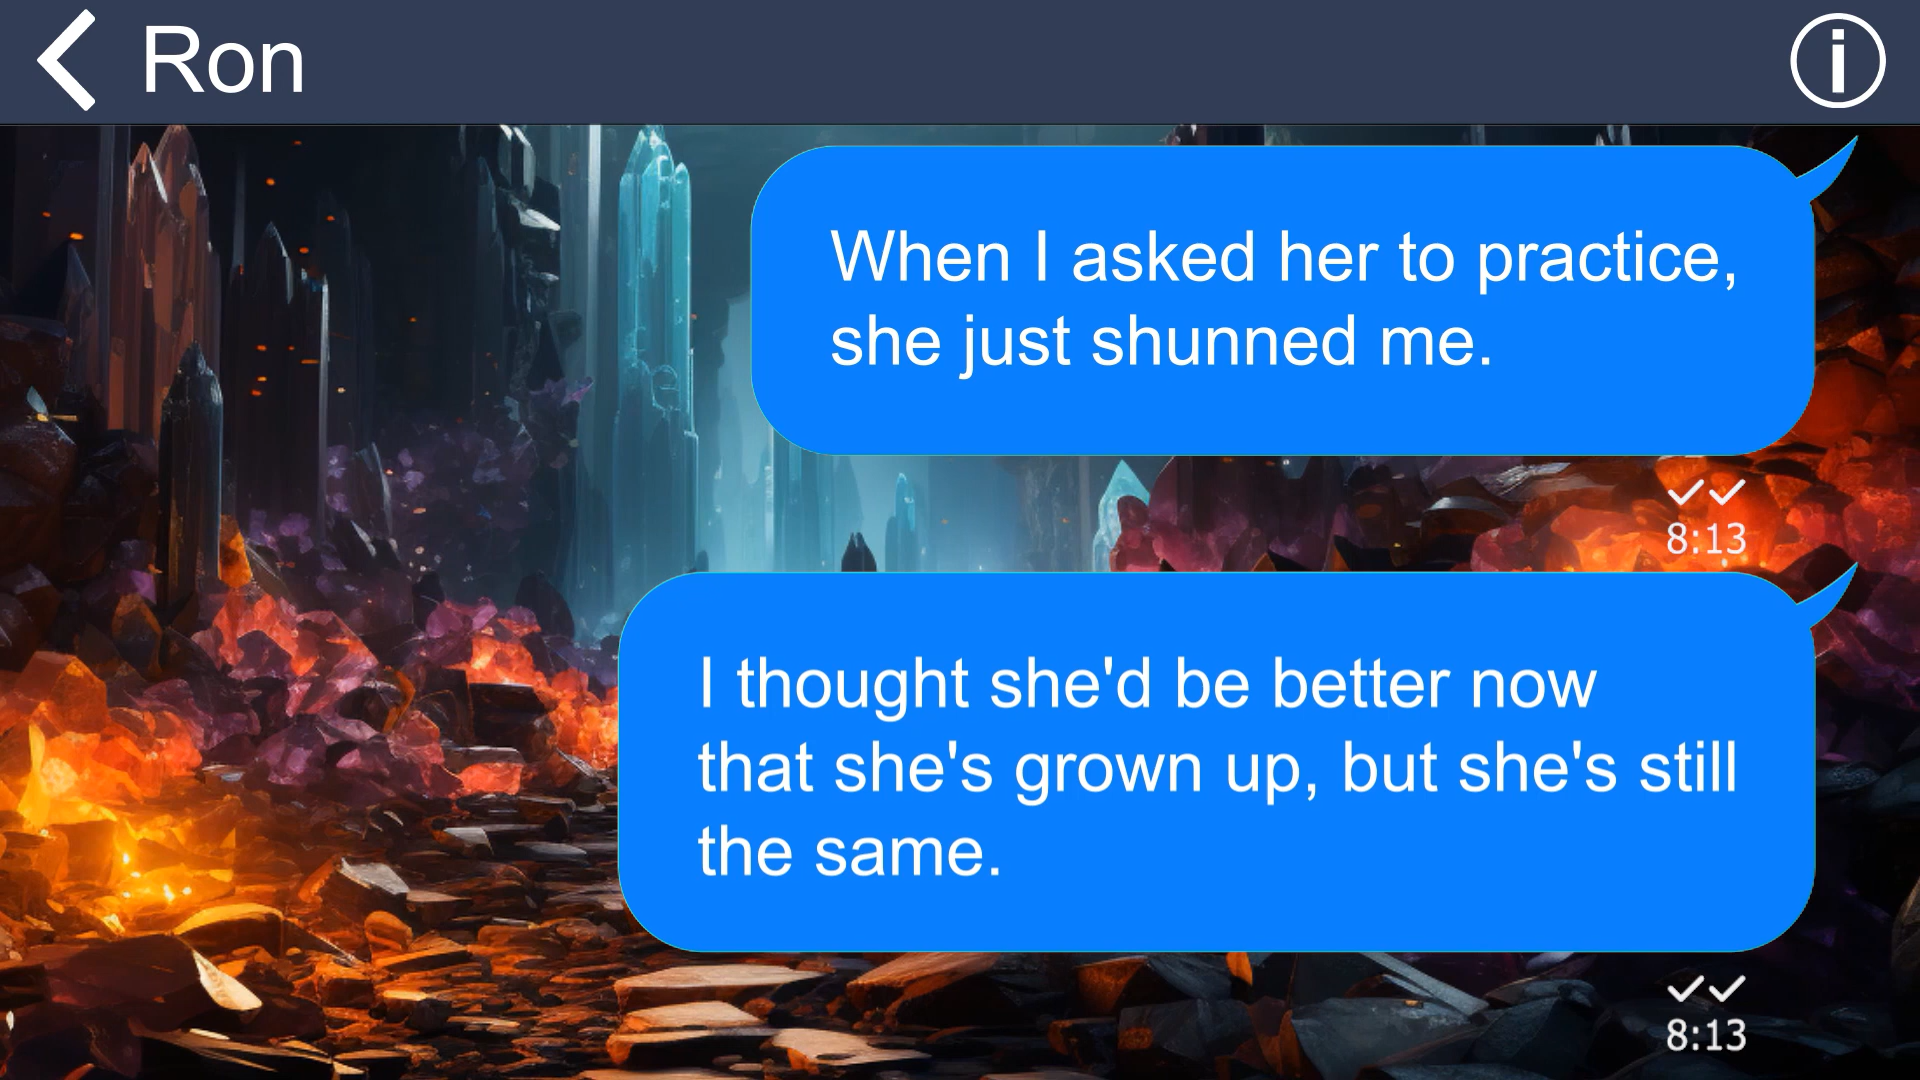 Ron
When I asked her to practice,
she just shunned me.
8:13
I thought she'd be better now
that she's grown up, but she's still
the same.
8:13